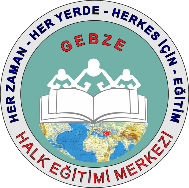 HER ZAMAN - HER YERDE - HERKES İÇİN - EĞİTİM
GEBZE
HALK EĞİTİMİ MERKEZİ